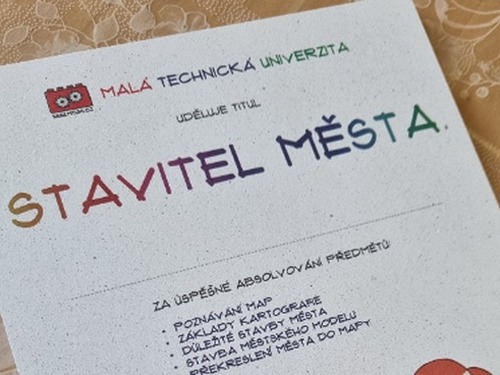 MALÁ TECHNICKÁ UNIVERZITA
UDĚLUJE TITUL
STAVITEL MĚSTA
ZA ÚSPĚŠNÉ ABSOLVOVÁNÍ PŘEDMĚTŮ:
• POZNÁVÁNÍ MAP
• ZÁKLADY KARTOGRAFIE
• DŮLEŽITÉ STAVBY MĚSTA
• STAVBA MĚSTSKÉHO MODELU
• PŘEKRESLENÍ MĚSTA DO MAPY